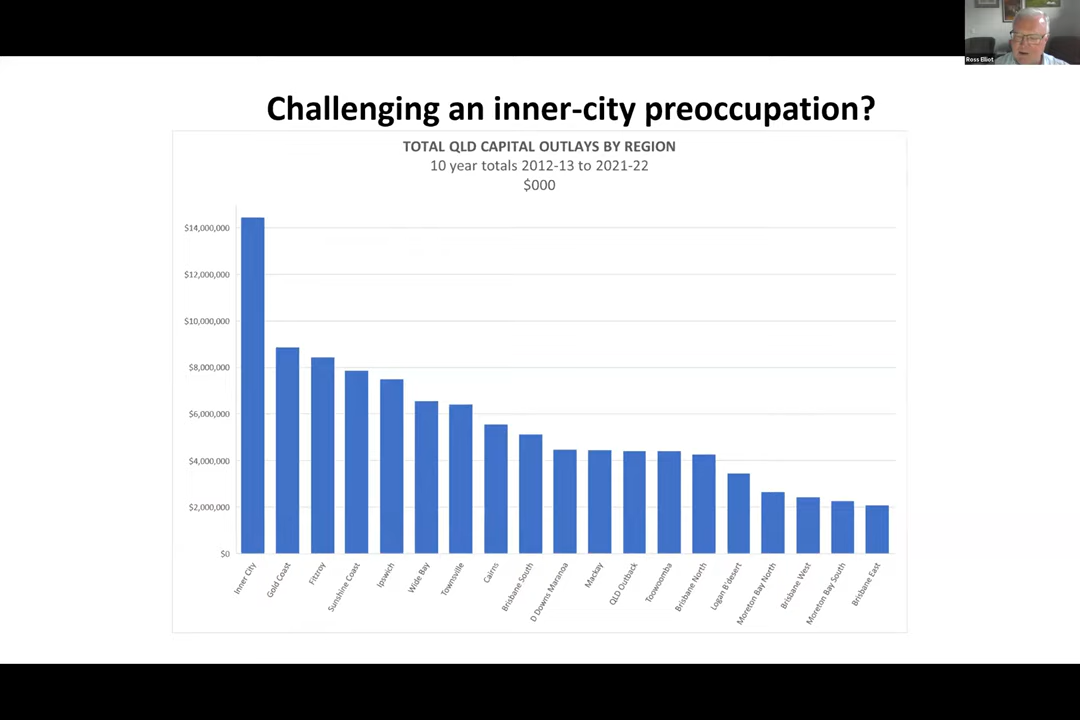 Ross Eliot
Challenging an inner-city preoccupation?
TOTAL QLD CAPITAL OUTLAYS BY REGION
10 year totals 2012-13 to 2021-22
$000
$14,000,000
$12,000,000
$10,000,000
$8,000,000
$6,000,000
$4,000,000
$2,000,000
$0
Inner City
Gold Coast
Fitzroy
Sunshine Coast
Ipswich
Wide Bay
Townsville
Cairns
Brisbane South
D Downs Maranoa
Mackay
QLD Outback
Toowoomba
Brisbane North
Logan B'desert
Moreton Bay North
Brisbane West
Moreton Bay South
Brisbane East